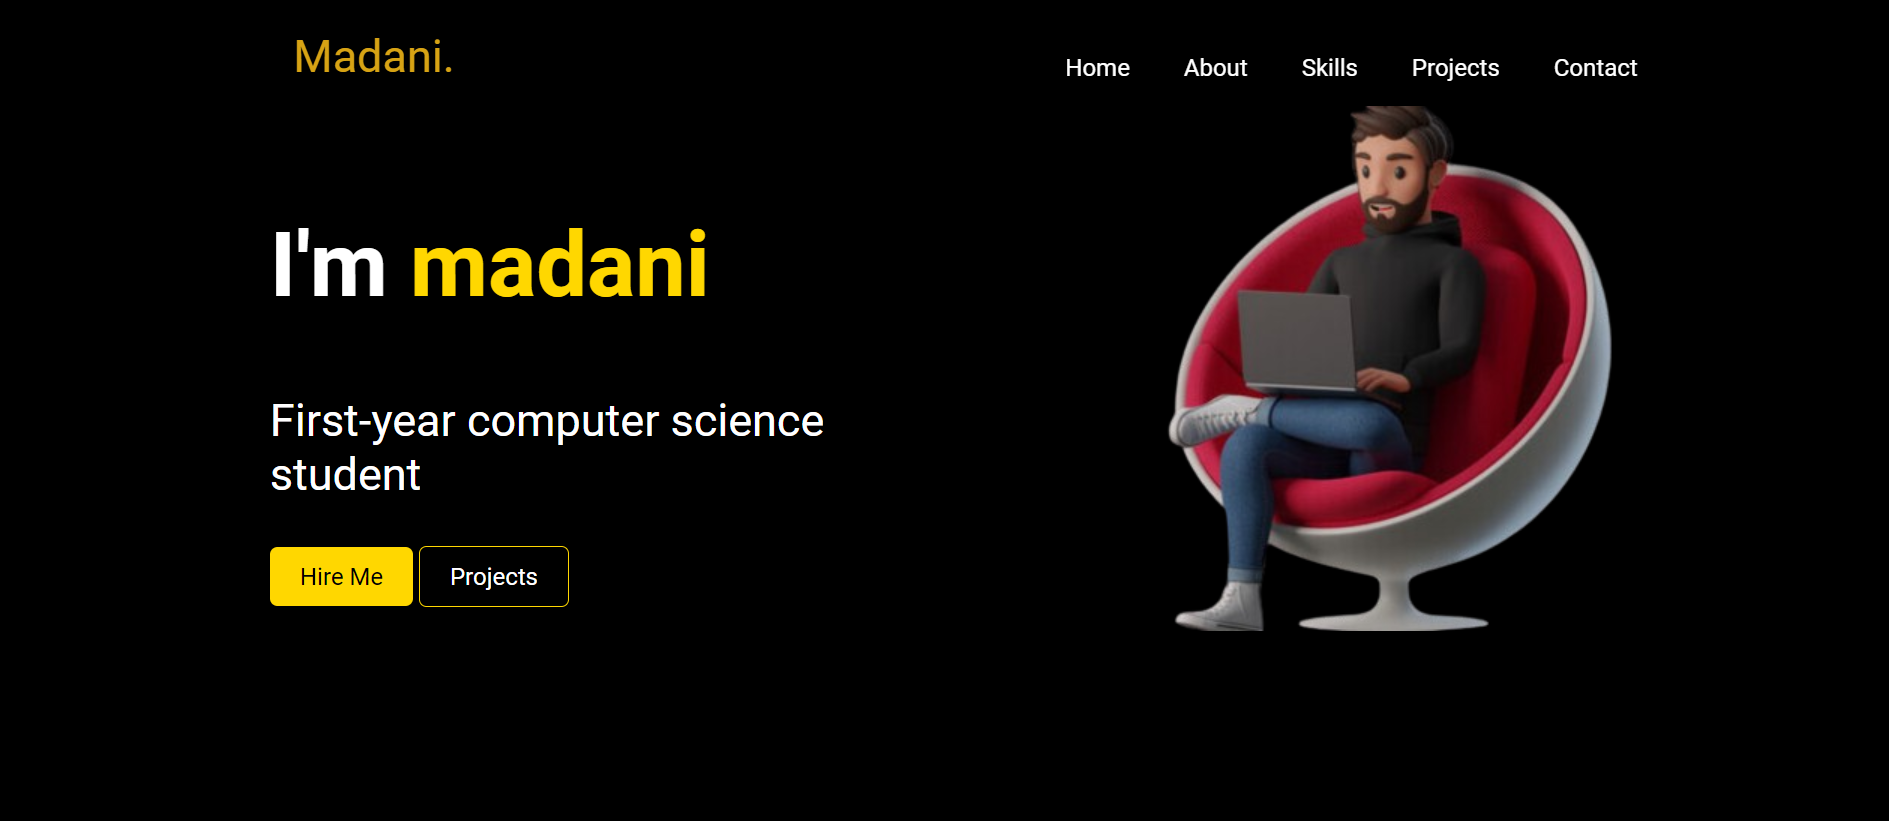 Madani.
Home About Skills Projects Contact
I'm madani
First-year computer science
student
Hire Me Projects